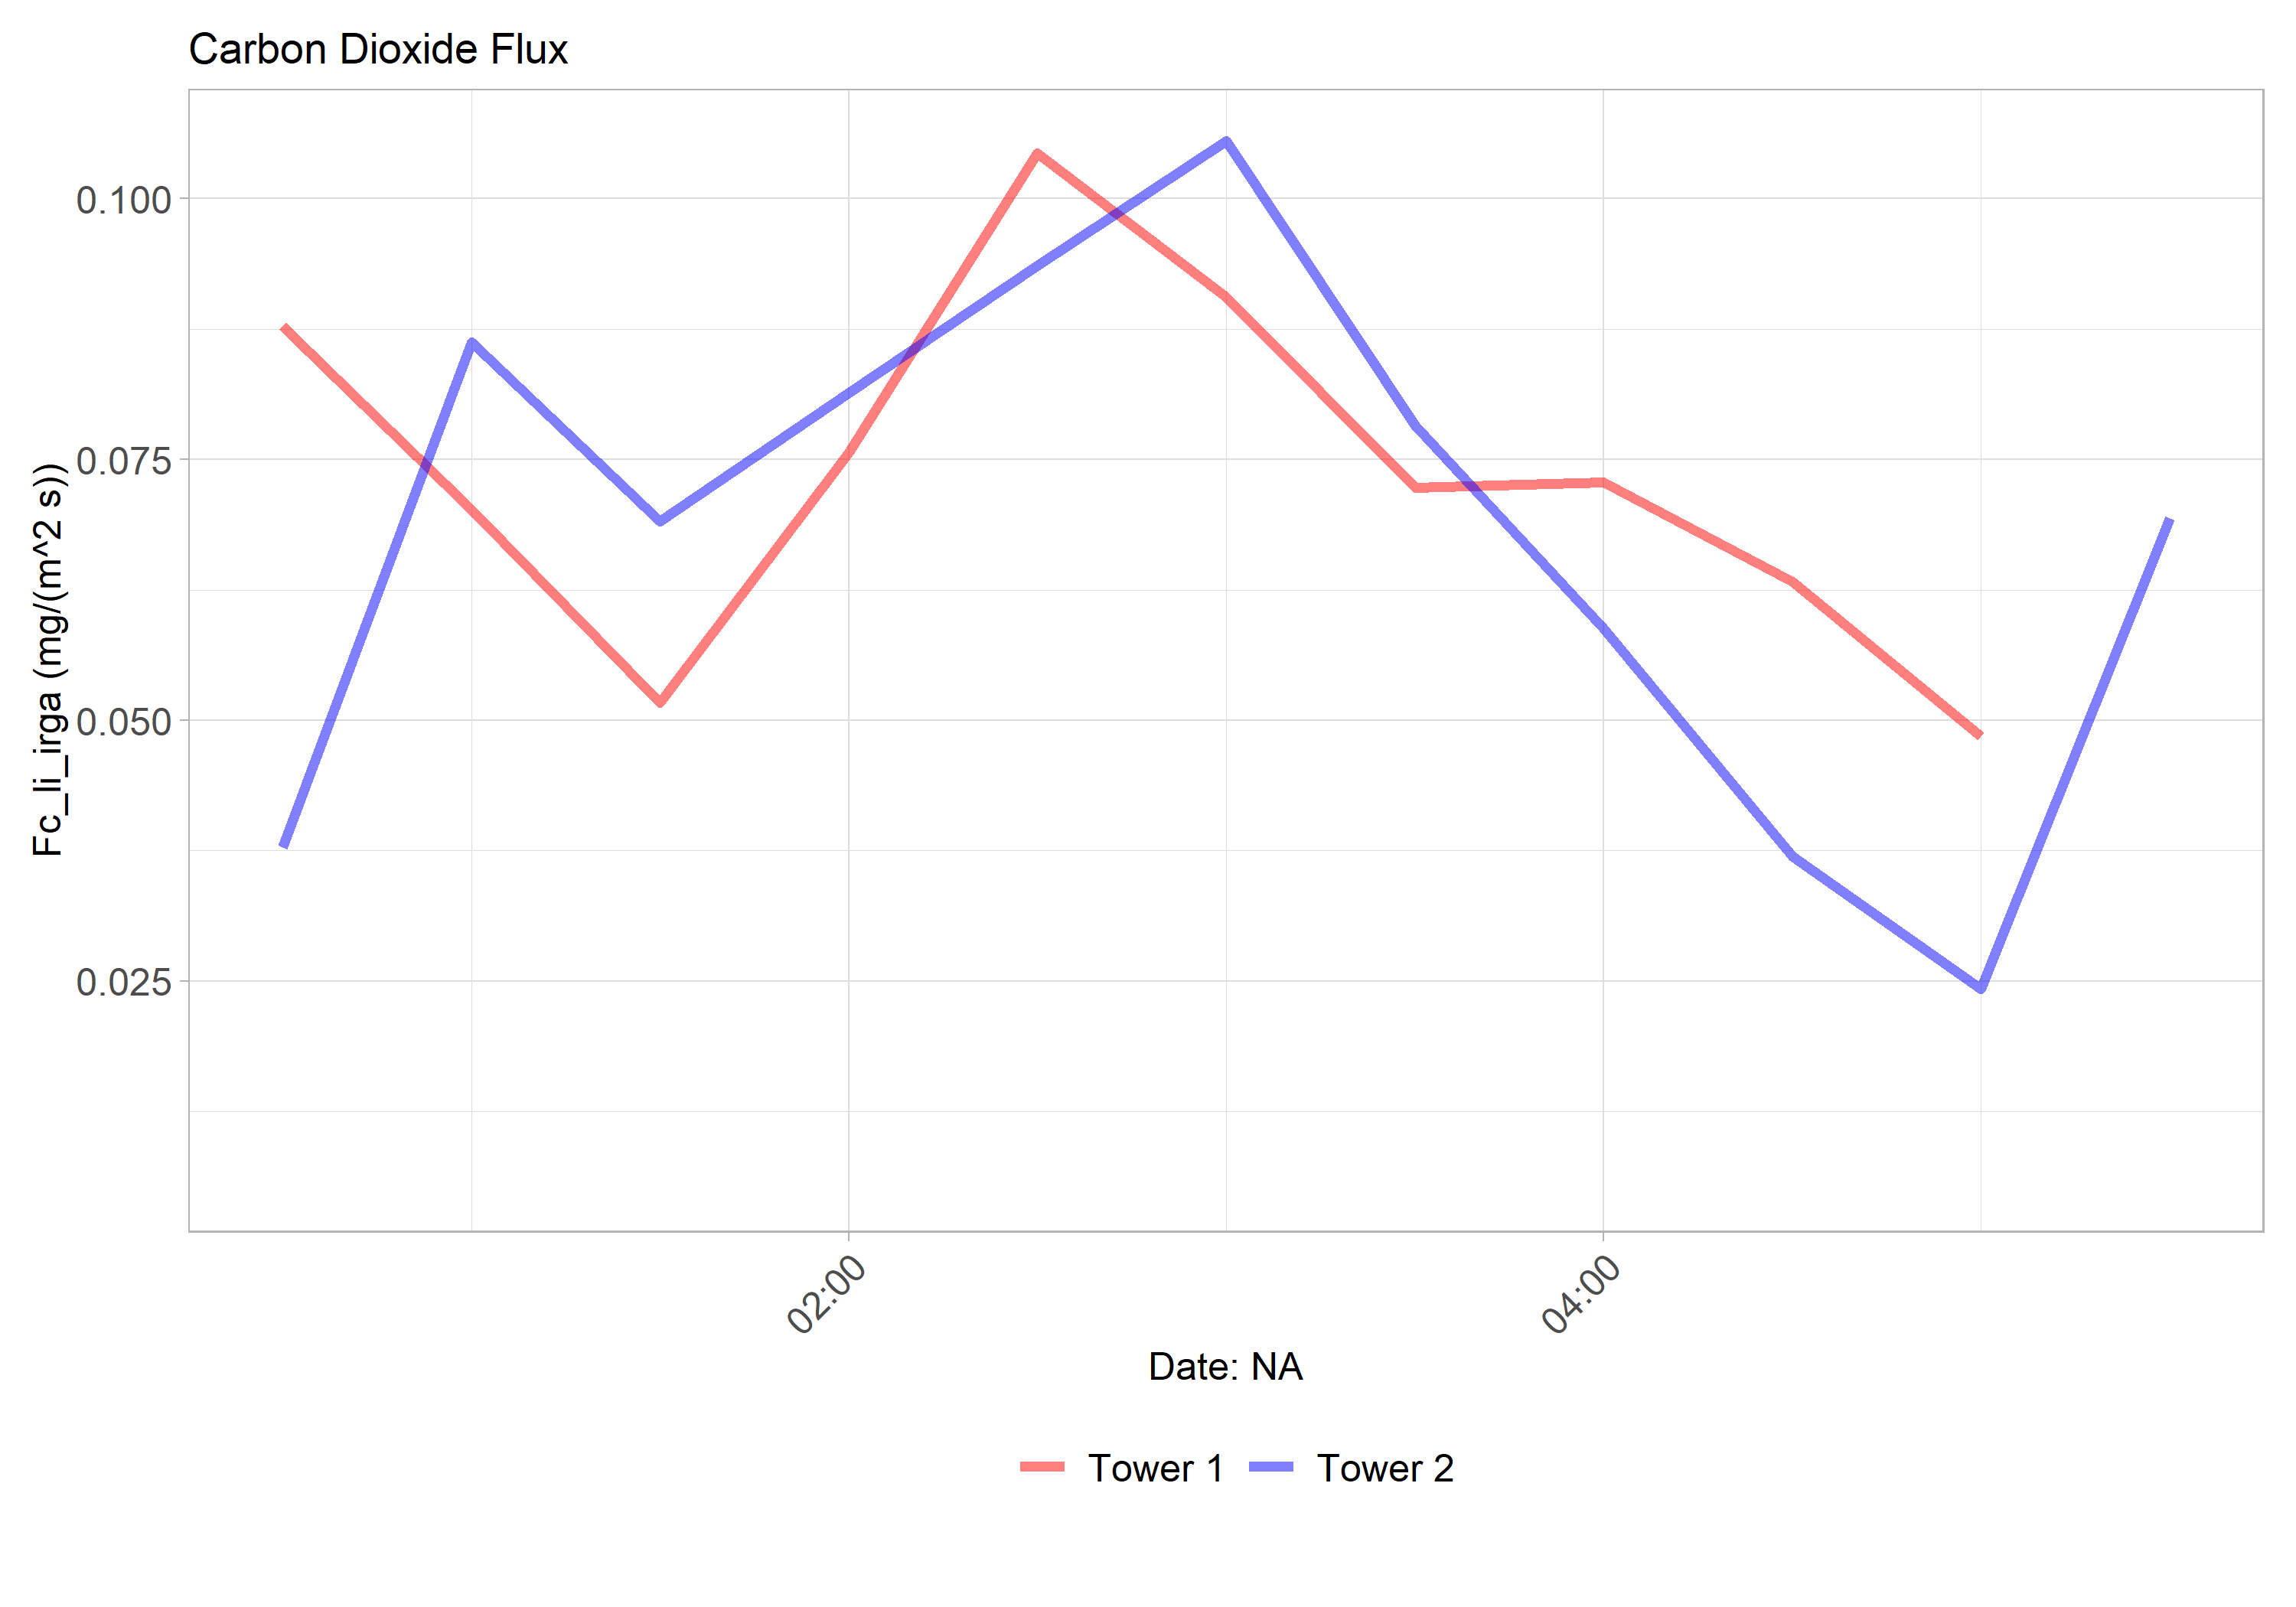 Carbon Dioxide Flux
Fc_li_irga (mg/(m^2 s))
0.100
0.075
0.050
0.025
02:00
04:00
Date: NA
Tower 1
Tower 2